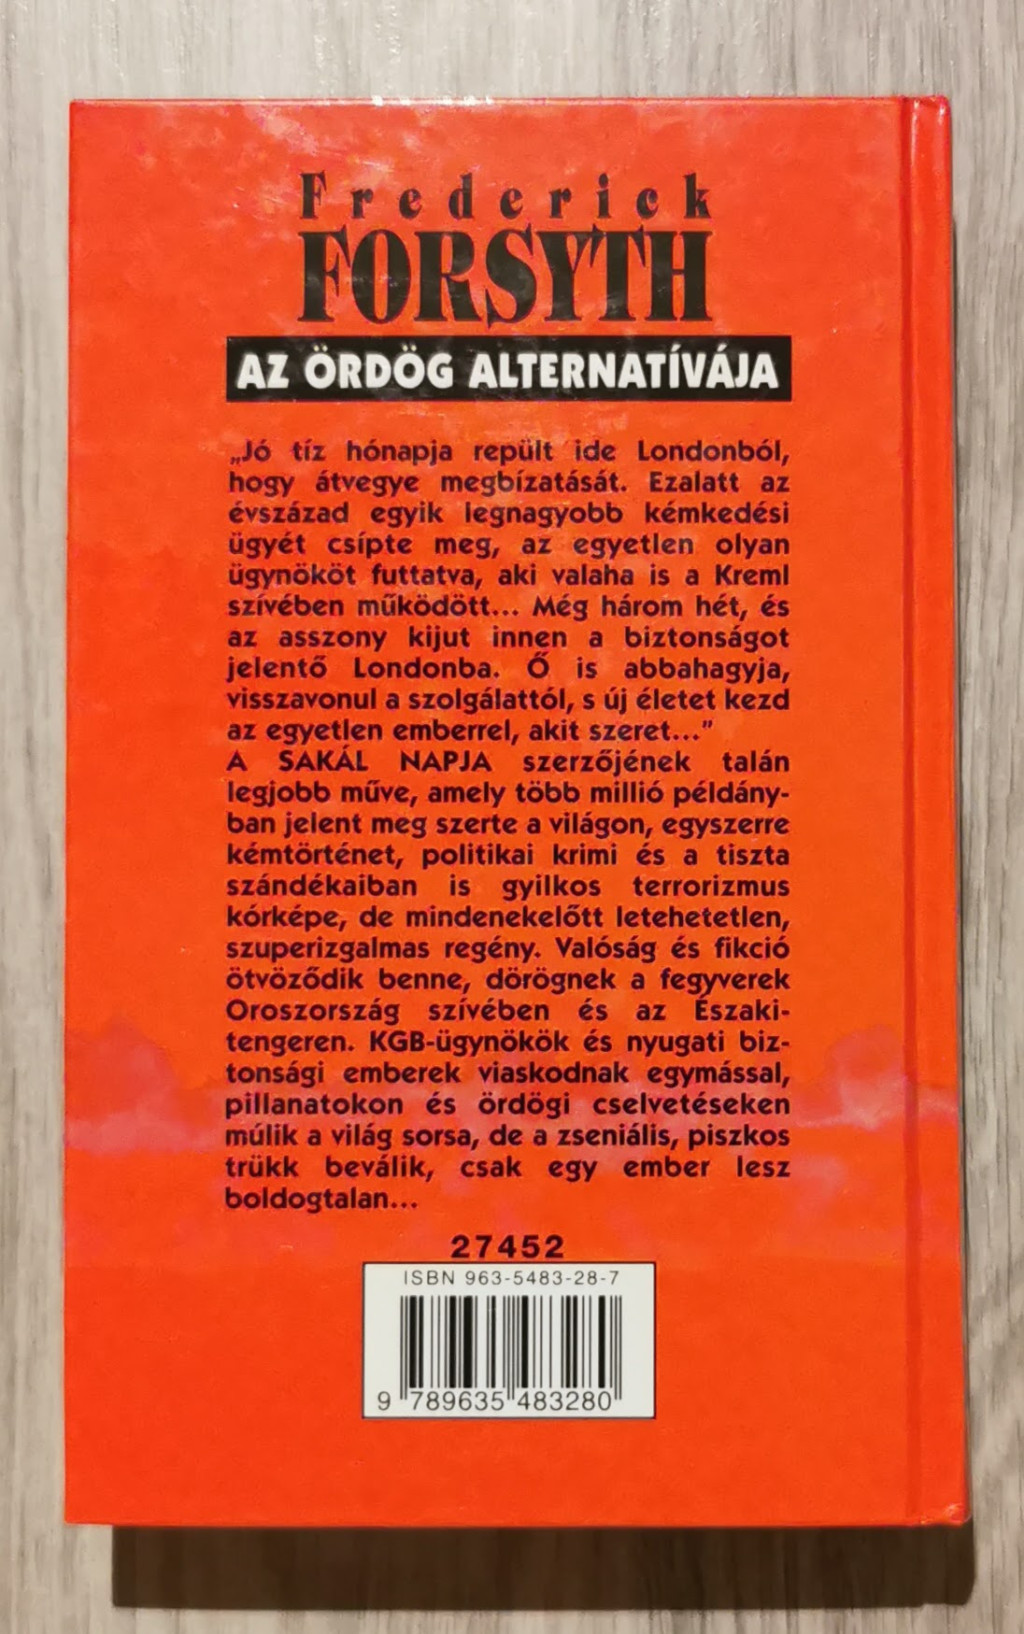 Frederick
FORSYTH
AZ ÖRDÖG ALTERNATÍVÁJA
„Jó tíz hónapja repült ide Londonból,
hogy átvegye megbízatását. Ezalatt az
évszázad egyik legnagyobb kémkedési
ügyét csípte meg, az egyetlen olyan
ügynököt futtatva, aki valaha is a Kreml
szívében működött... Még három hét, és
az asszony kijut innen a biztonságot
jelentő Londonba. Ő is abbahagyja,
visszavonul a szolgálattól, s új életet kezd
az egyetlen emberrel, akit szeret..."
A SAKÁL NAPJA szerzőjének talán
legjobb műve, amely több millió példány-
ban jelent meg szerte a világon, egyszerre
kémtörténet, politikai krimi és a tiszta
szándékaiban is gyilkos terrorizmus
kórképe, de mindenekelőtt letehetetlen,
szuperizgalmas regény. Valóság és fikció
ötvöződik benne, dörögnek a fegyverek
Oroszország szívében és az Északi-
tengeren. KGB-ügynökök és nyugati biz-
tonsági emberek viaskodnak egymással,
pillanatokon és ördögi cselvetéseken
múlik a világ sorsa, de a zseniális, piszkos
trükk beválik, csak egy ember lesz
boldogtalan...
27452
ISBN 963-5483-28-7
9 789635 483280